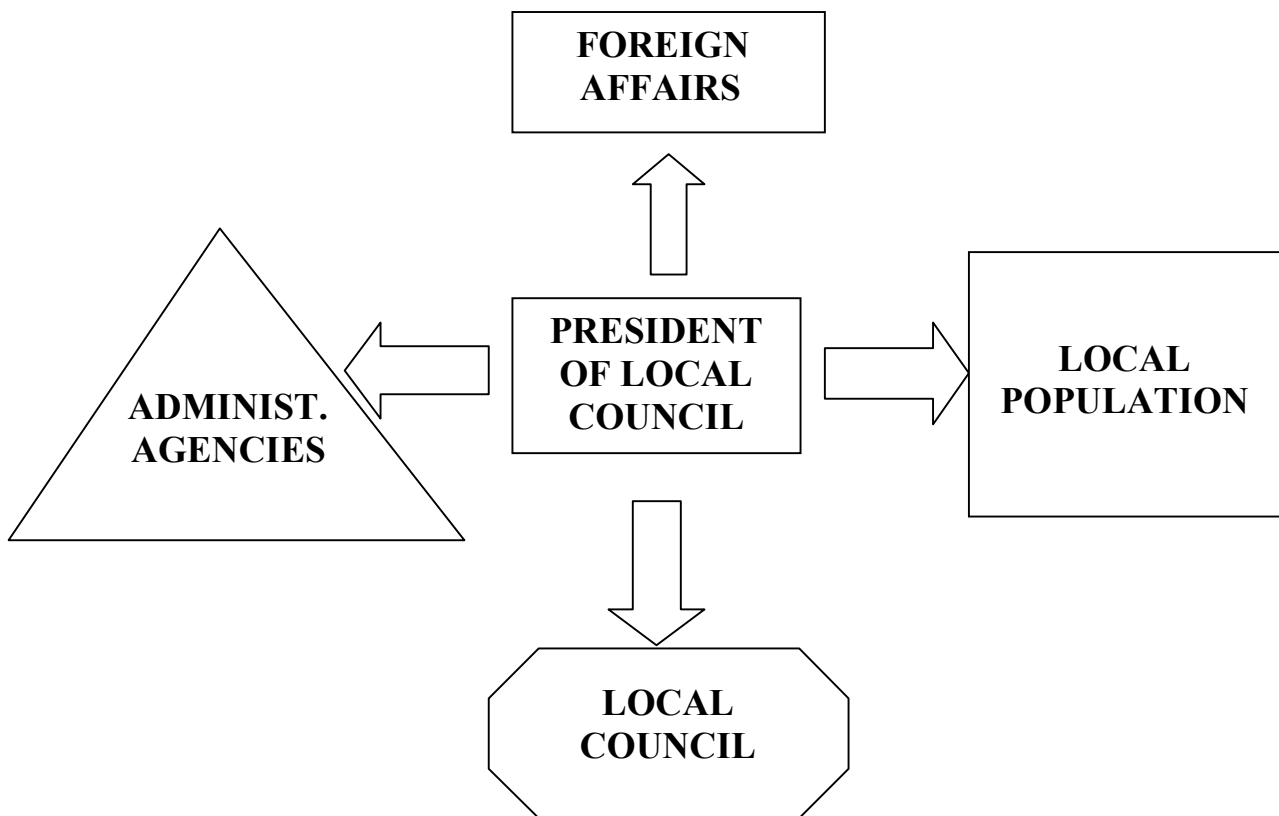 FOREIGN
AFFAIRS
PRESIDENT
OF LOCAL
COUNCIL
ADMINIST.
AGENCIES
LOCAL
POPULATION
LOCAL
COUNCIL